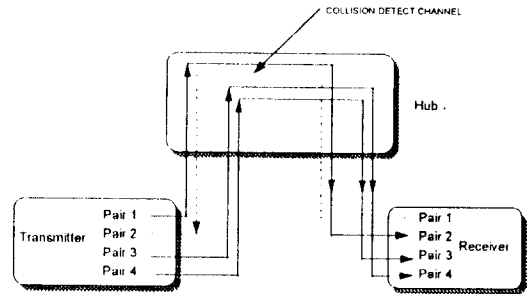 COLLISION DETECT CHANNEL
Hub .
Transmitter
Pair 1
Pair 2
Pair 3
Pair 4
Pair 1
Pair 2
Pair 3
Pair 4
Receiver